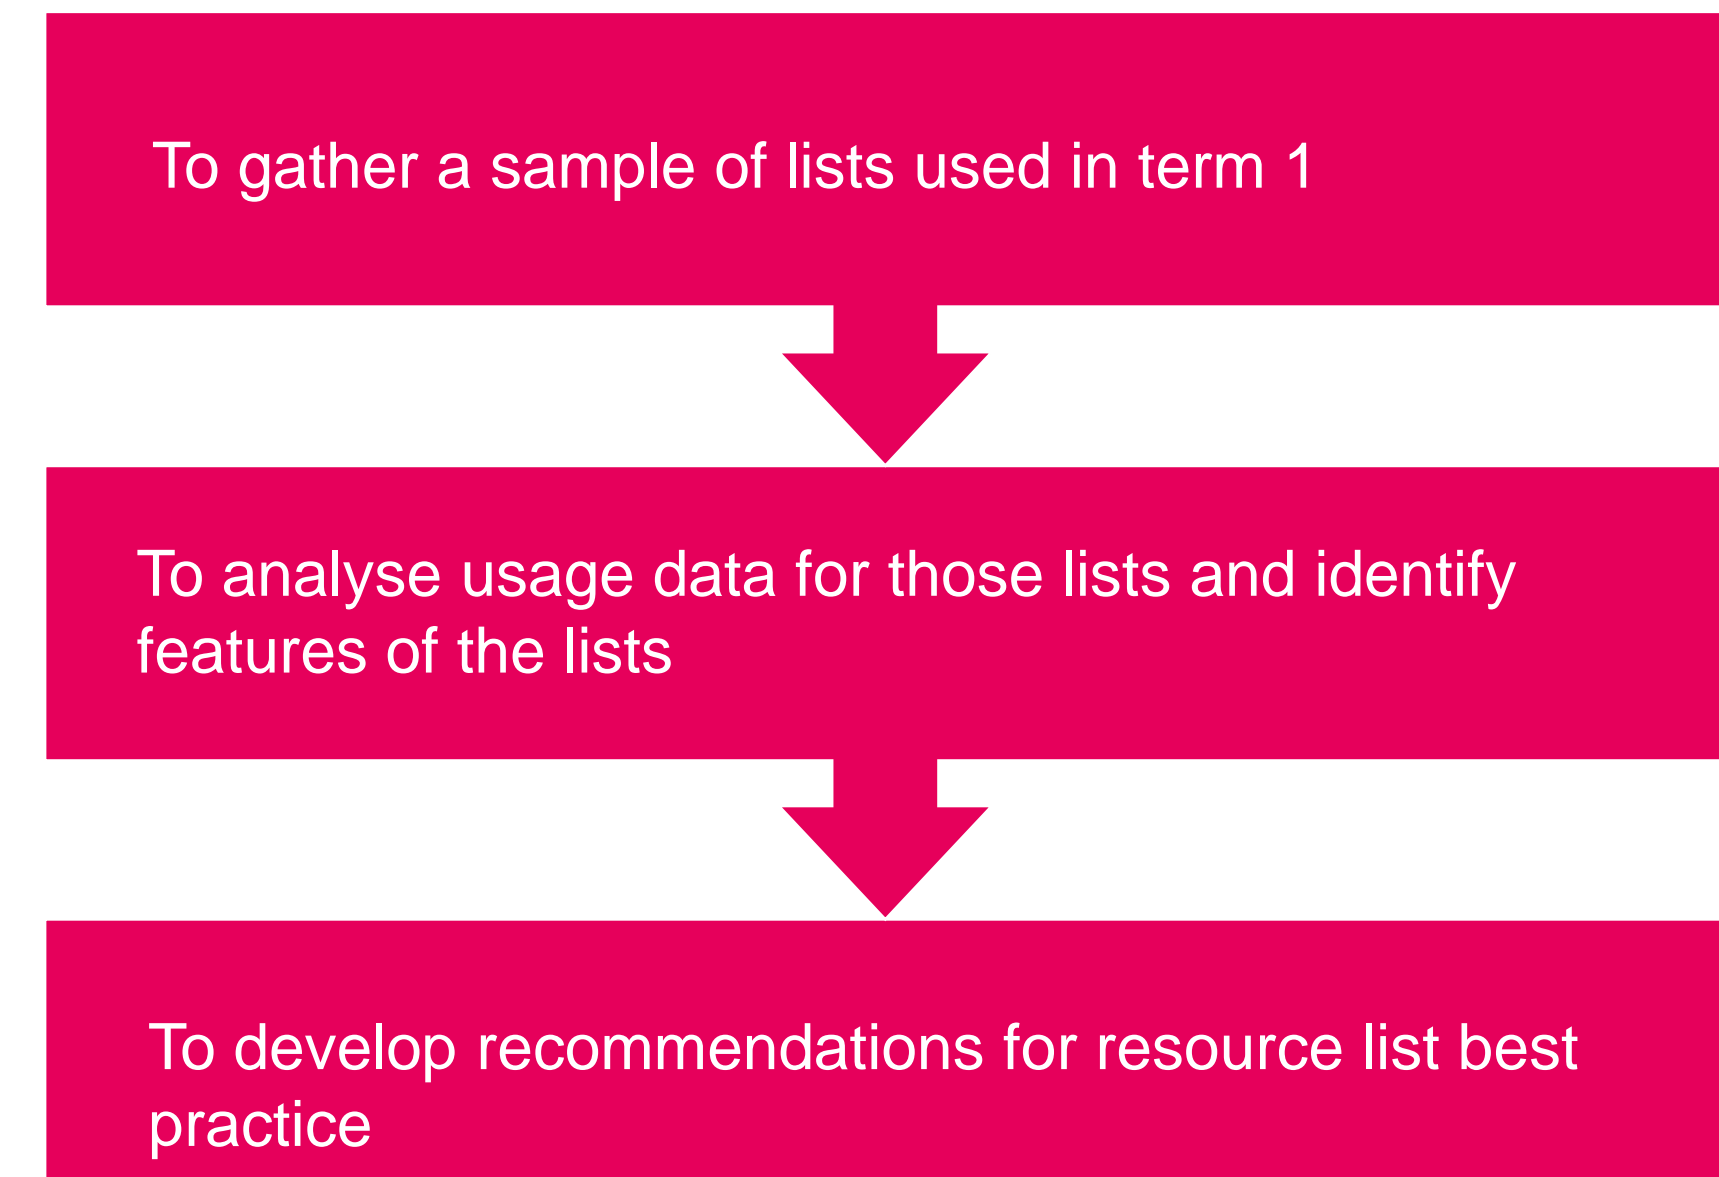 To gather a sample of lists used in term 1
To analyse usage data for those lists and identify
features of the lists
To develop recommendations for resource list best
practice